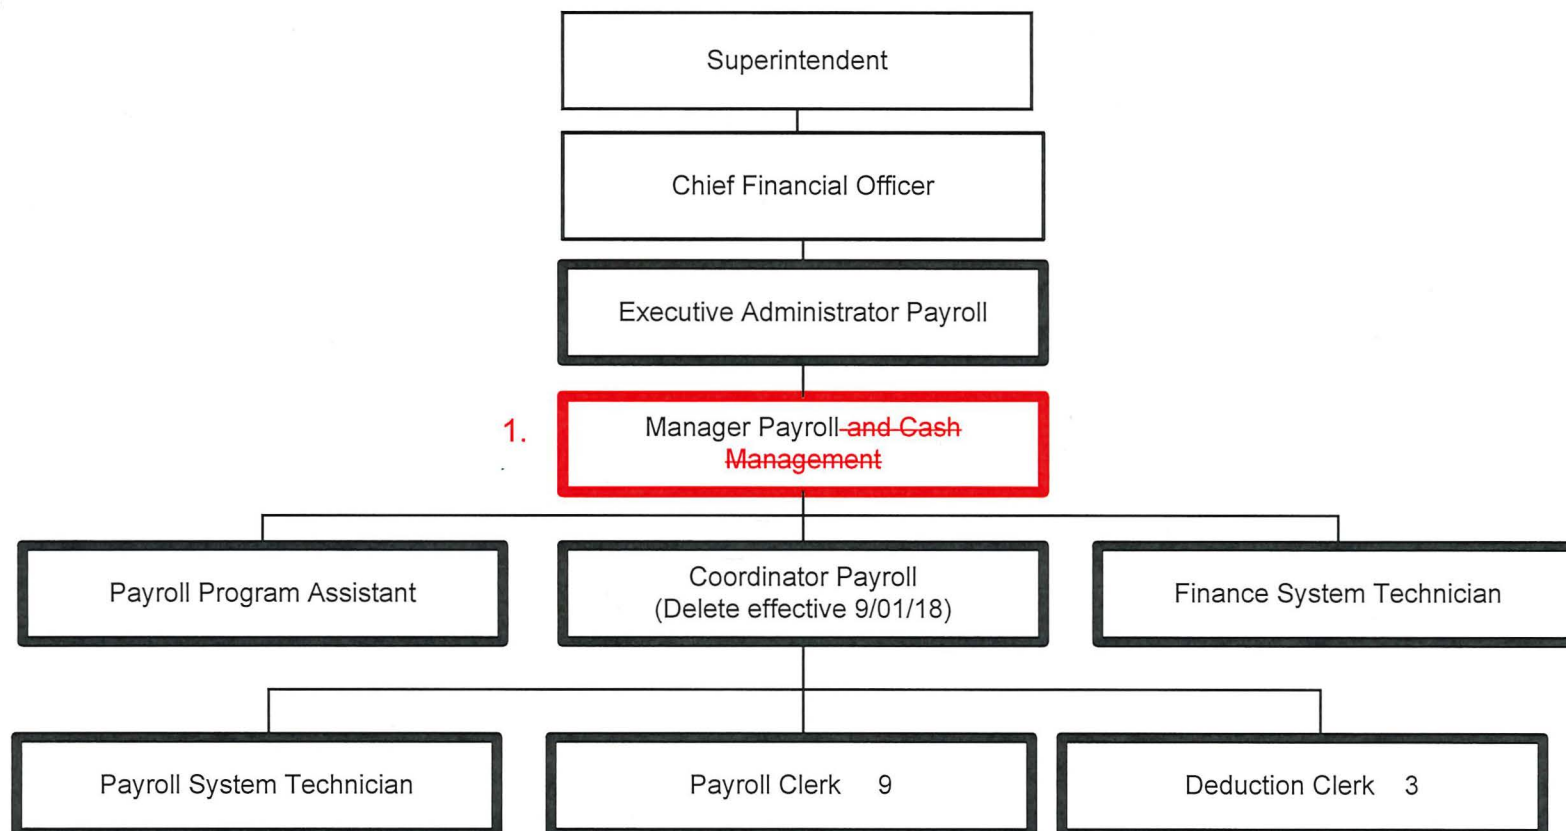 Superintendent
Chief Financial Officer
Executive Administrator Payroll
1.
Manager Payroll and Cash
Management
Payroll Program Assistant
Coordinator Payroll
(Delete effective 9/01/18)
Finance System Technician
Payroll System Technician
Payroll Clerk 9
Deduction Clerk 3